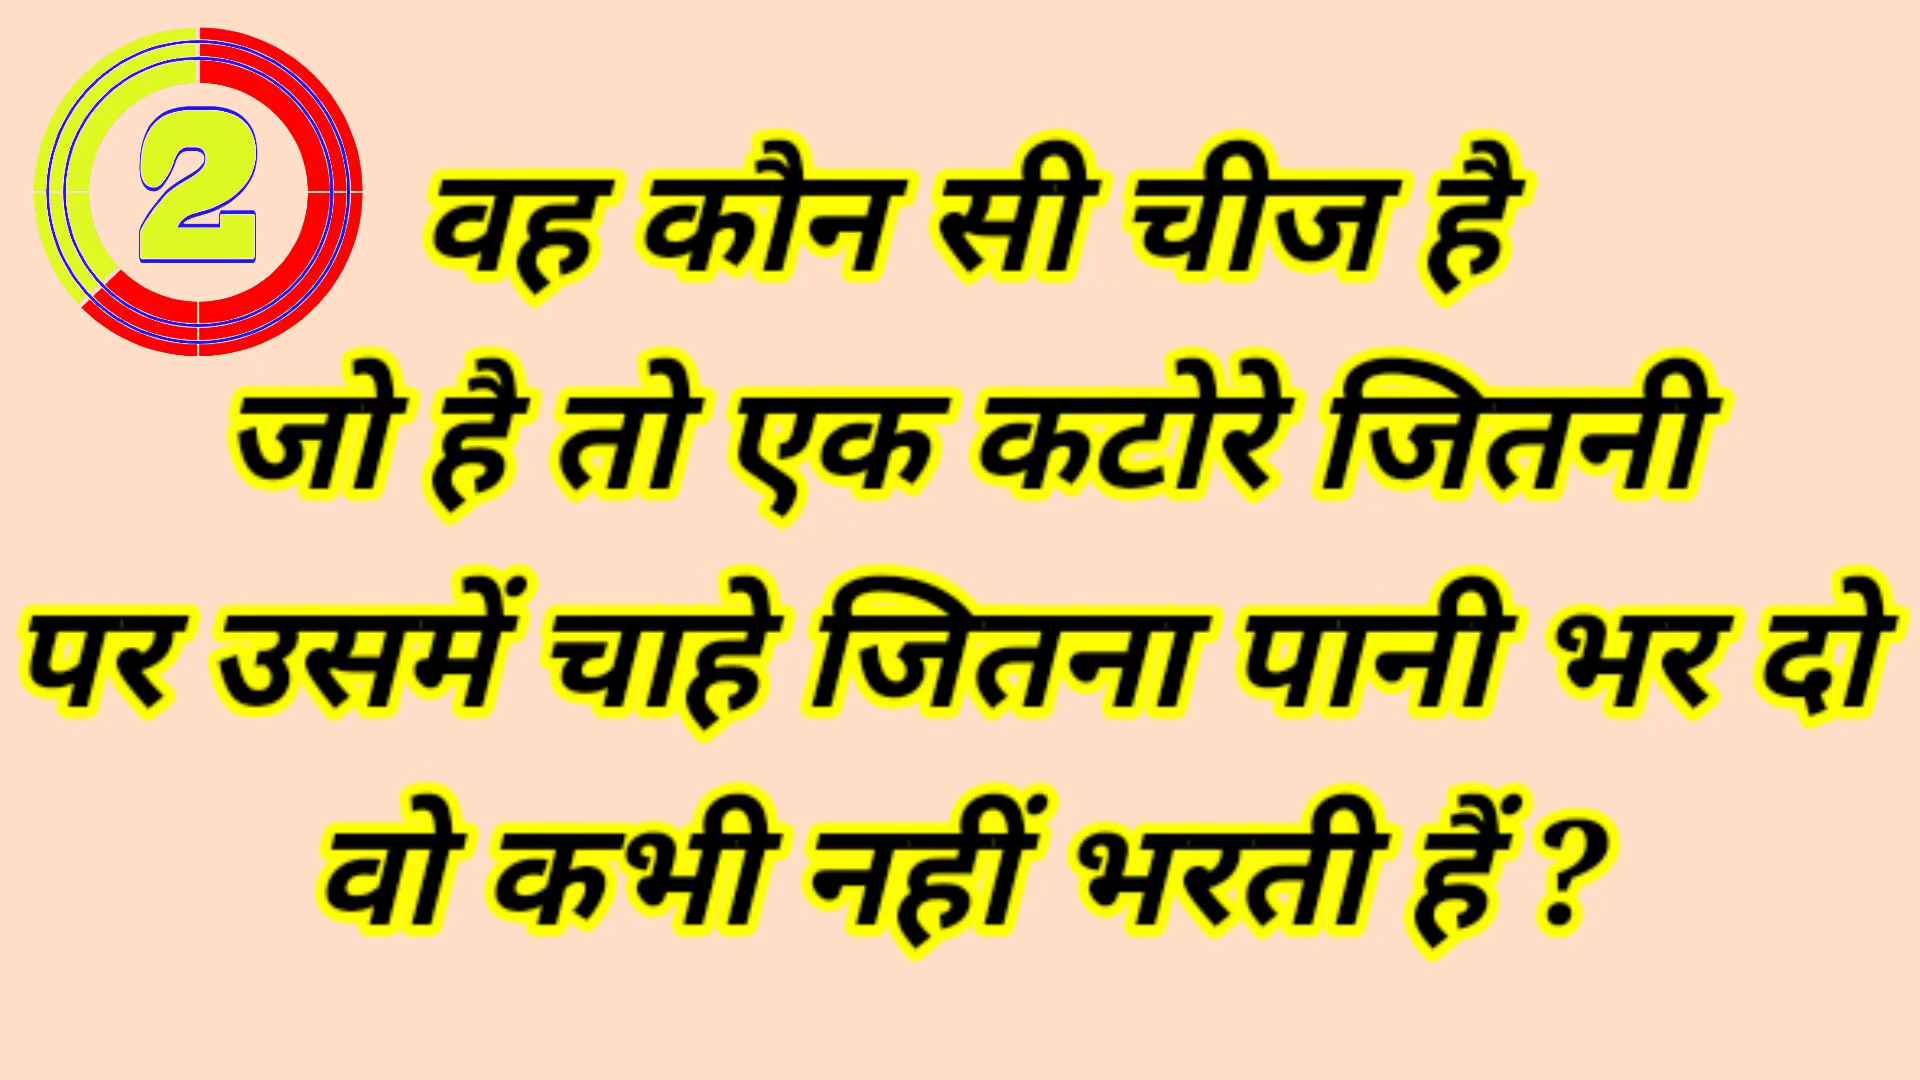 2
वह कौन सी चीज है
जो है तो एक कटोरे जितनी
पर उसमें चाहे जितना पानी भर दो
वो कभी नहीं भरती हैं ?